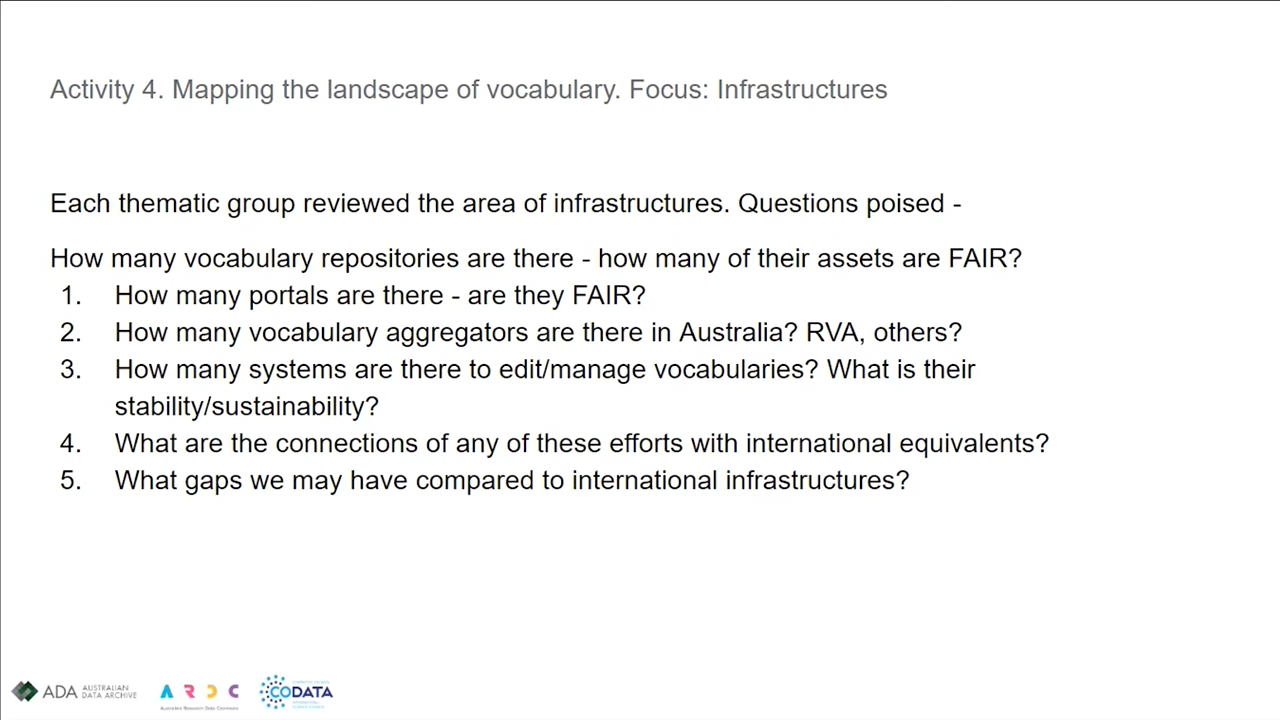 Activity 4. Mapping the landscape of vocabulary. Focus: Infrastructures
Each thematic group reviewed the area of infrastructures. Questions poised -
How many vocabulary repositories are there - how many of their assets are FAIR?
1. How many portals are there - are they FAIR?
2. How many vocabulary aggregators are there in Australia? RVA, others?
3. How many systems are there to edit/manage vocabularies? What is their
stability/sustainability?
4. What are the connections of any of these efforts with international equivalents?
5. What gaps we may have compared to international infrastructures?
ADA AUSTRALIAN
DATA ARCHIVE
ARDC
Australian Research Data Commons
CODATA